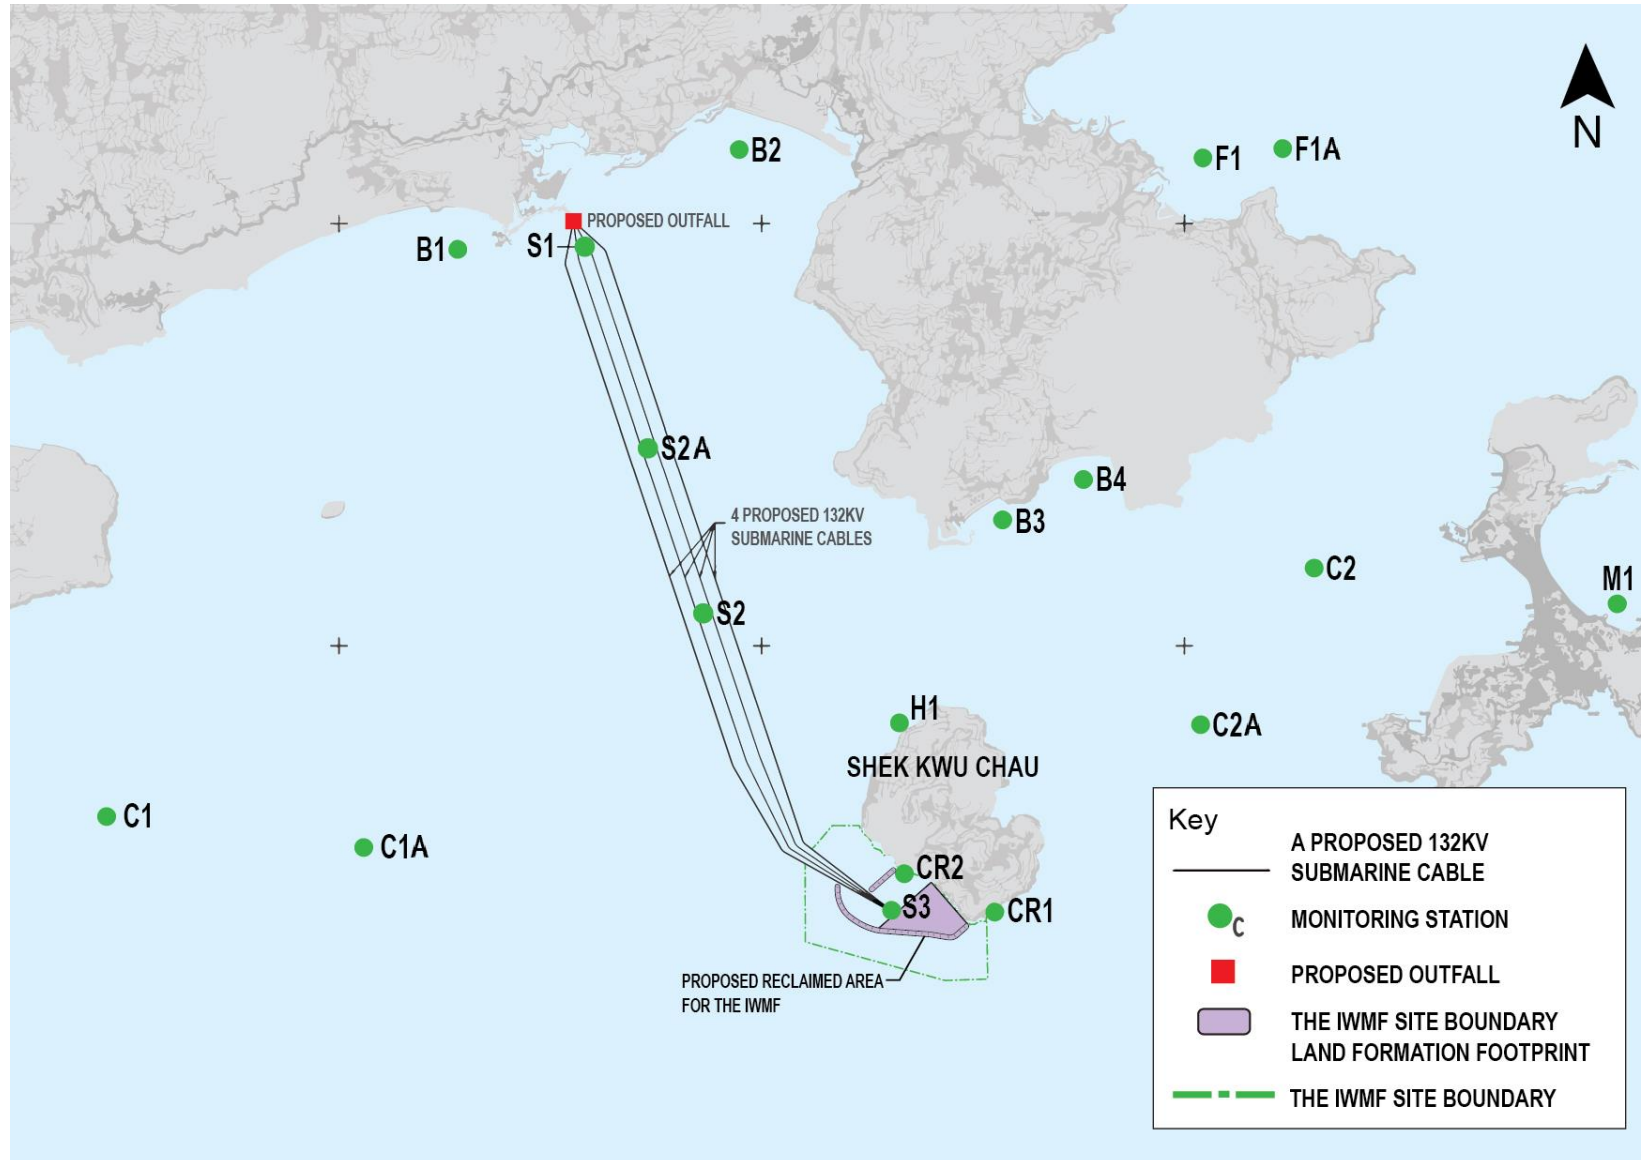 N
B2
F1
F1A
PROPOSED OUTFALL
B1
S1
S2A
B4
4 PROPOSED 132KV
SUBMARINE CABLES
B3
C2
M1
S2
H1
C2A
SHEK KWU CHAU
C1
C1A
CR2
S3
CR1
PROPOSED RECLAIMED AREA
FOR THE IWMF
Key
A PROPOSED 132KV
SUBMARINE CABLE
C
MONITORING STATION
PROPOSED OUTFALL
THE IWMF SITE BOUNDARY
LAND FORMATION FOOTPRINT
THE IWMF SITE BOUNDARY